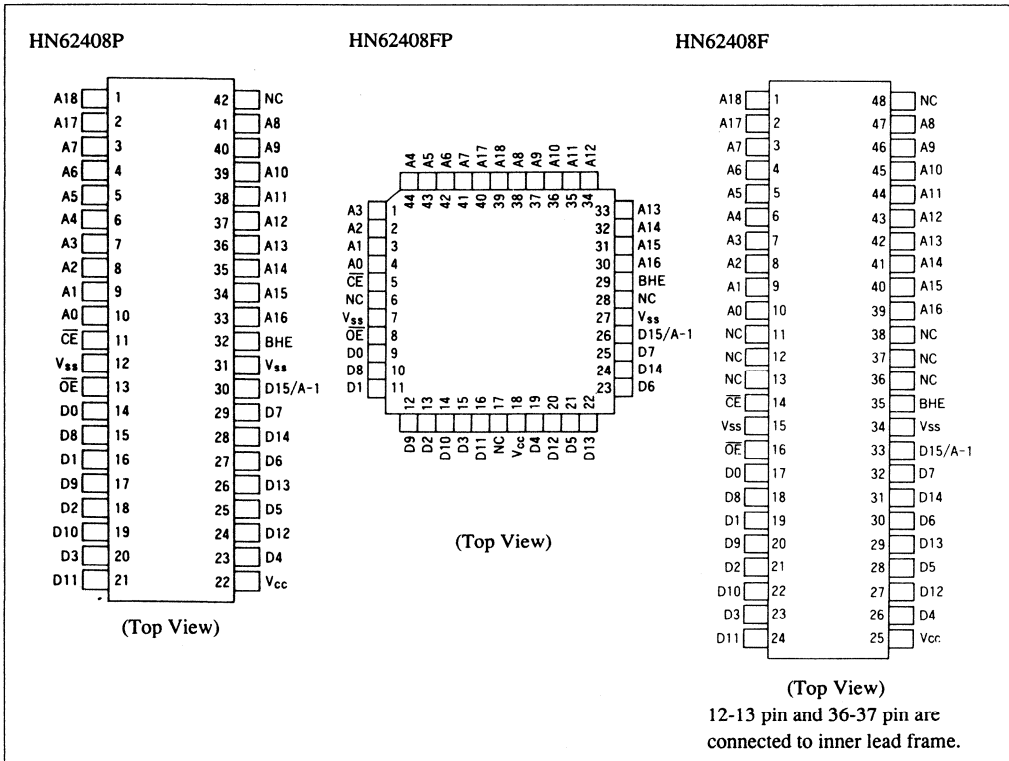 HN62408P
A18 1 42 NC
A17 2 41 A8
A7 3 40 A9
A6 4 39 A10
A5 5 38 A11
A4 6 37 A12
A3 7 36 A13
A2 8 35 A14
A1 9 34 A15
A0 10 33 A16
C̅E̅ 11 32 BHE
Vss 12 31 Vss
O̅E̅ 13 30 D15/A-1
D0 14 29 D7
D8 15 28 D14
D1 16 27 D6
D9 17 26 D13
D2 18 25 D5
D10 19 24 D12
D3 20 23 D4
D11 21 22 Vcc
(Top View)
HN62408FP
A4 A5 A6 A7 A17 A18 A8 A9 A10 A11 A12
44 43 42 41 40 39 38 37 36 35 34
A3 1 33 A13
A2 2 32 A14
A1 3 31 A15
A0 4 30 A16
C̅E̅ 5 29 BHE
NC 6 28 NC
Vss 7 27 Vss
O̅E̅ 8 26 D15/A-1
D0 9 25 D7
D8 10 24 D14
D1 11 23 D6
12 13 14 15 16 17 18 19 20 21 22
D9 D2 D10 D3 D11 NC Vcc D4 D12 D5 D13
(Top View)
HN62408F
A18 1 48 NC
A17 2 47 A8
A7 3 46 A9
A6 4 45 A10
A5 5 44 A11
A4 6 43 A12
A3 7 42 A13
A2 8 41 A14
A1 9 40 A15
A0 10 39 A16
NC 11 38 NC
NC 12 37 NC
NC 13 36 NC
C̅E̅ 14 35 BHE
Vss 15 34 Vss
O̅E̅ 16 33 D15/A-1
D0 17 32 D7
D8 18 31 D14
D1 19 30 D6
D9 20 29 D13
D2 21 28 D5
D10 22 27 D12
D3 23 26 D4
D11 24 25 Vcc
(Top View)
12-13 pin and 36-37 pin are
connected to inner lead frame.